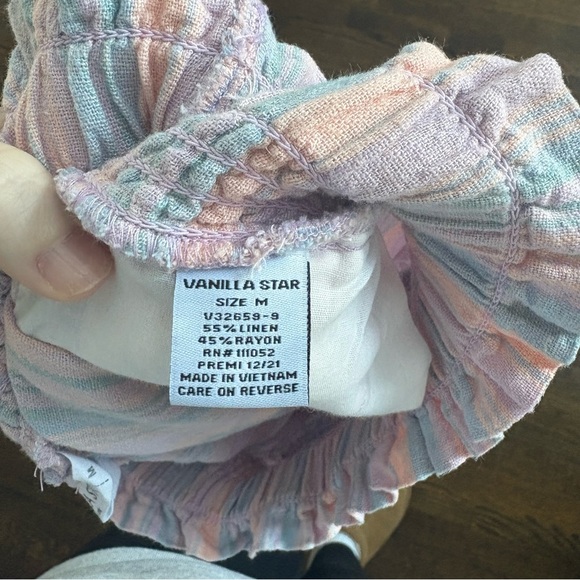 VANILLA STAR
SIZE M
V32659-9
55% LINEN
45% RAYON
RN# 111052
PREMI 12/21
MADE IN VIETNAM
CARE ON REVERSE
M